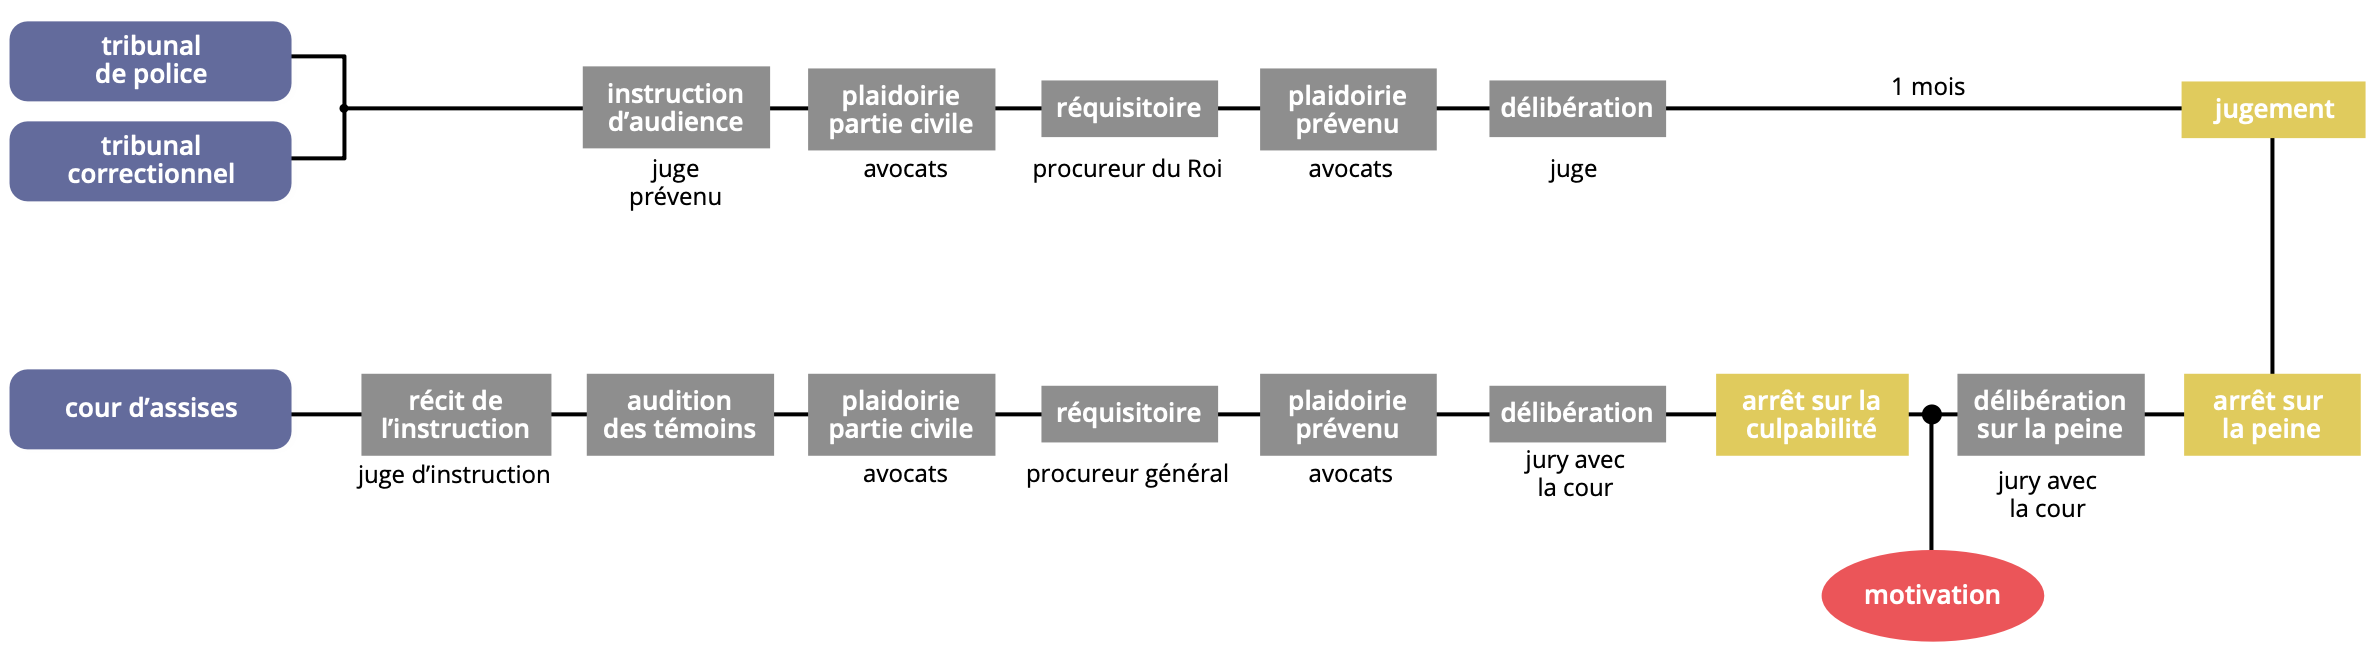 tribunal
de police
tribunal
correctionnel
instruction
d’audience
juge
prévenu
plaidoirie
partie civile
avocats
réquisitoire
procureur du Roi
plaidoirie
prévenu
avocats
délibération
juge
1 mois
jugement
cour d’assises
récit de
l’instruction
juge d’instruction
audition
des témoins
plaidoirie
partie civile
avocats
réquisitoire
procureur général
plaidoirie
prévenu
avocats
délibération
jury avec
la cour
arrêt sur la
culpabilité
motivation
délibération
sur la peine
jury avec
la cour
arrêt sur
la peine